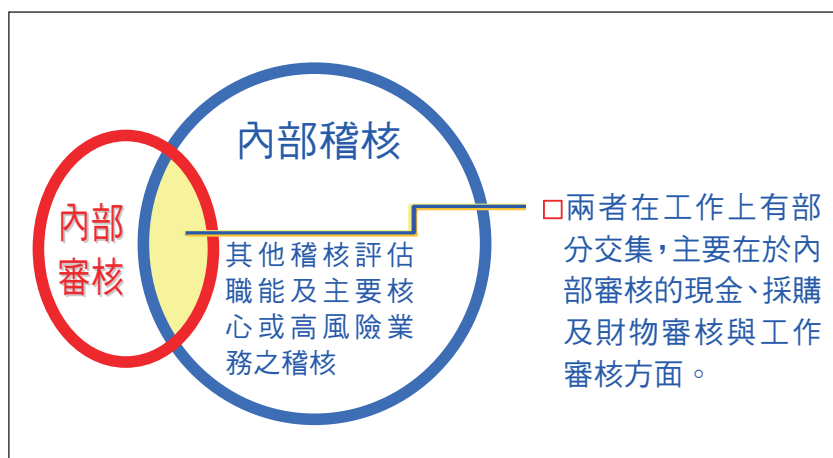 內部稽核
內部
審核
其他稽核評估
職能及主要核
心或高風險業
務之稽核
□兩者在工作上有部
分交集，主要在於內
部審核的現金、採購
及財物審核與工作
審核方面。